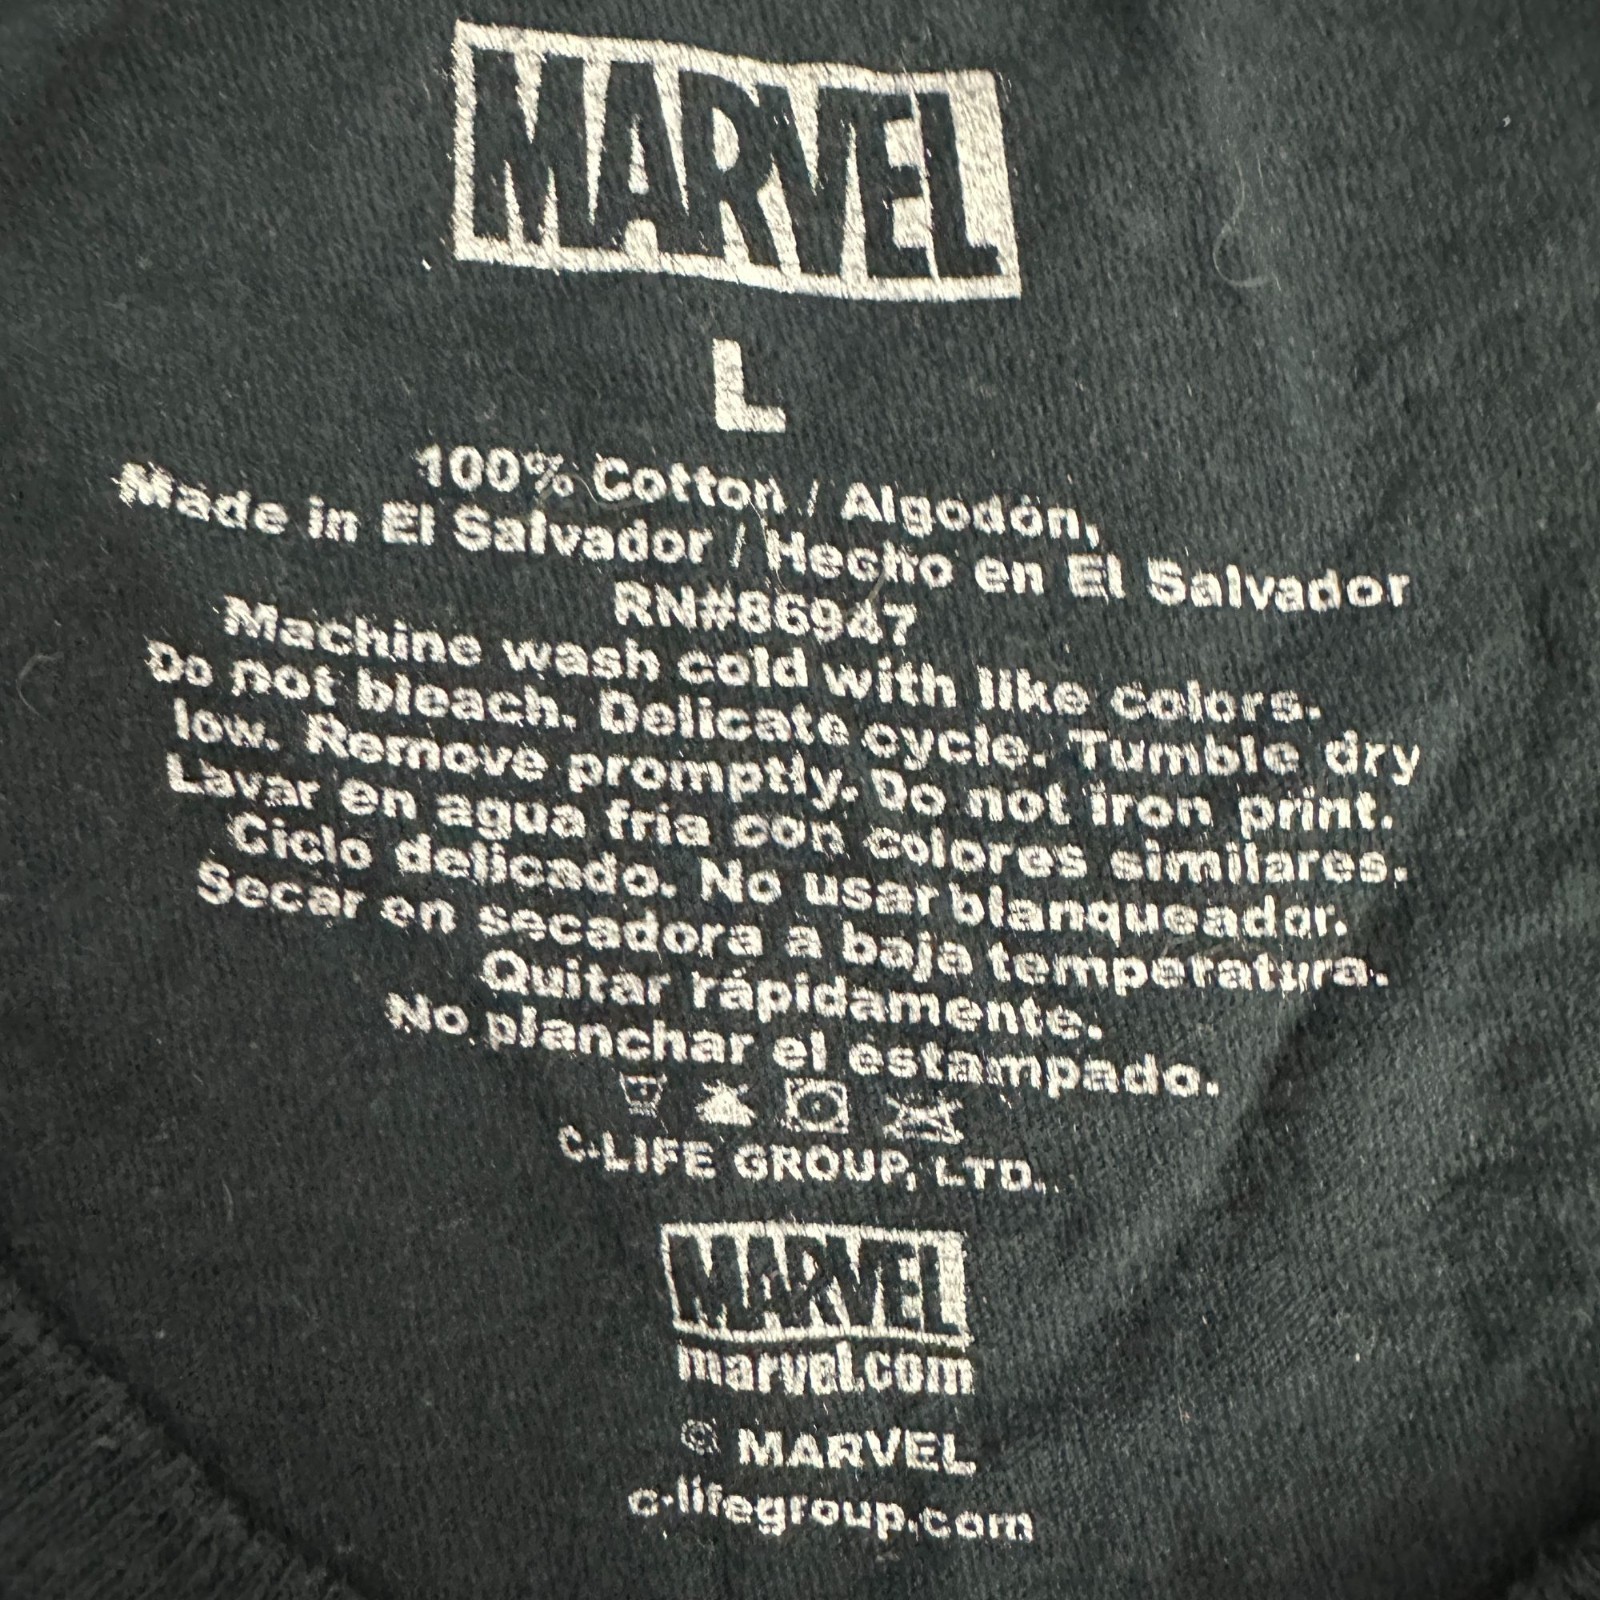 MARVEL
L
100% Cotton / Algodón,
Made in El Salvador / Hecho en El Salvador
RN#86947
Machine wash cold with like colors.
Do not bleach. Delicate cycle. Tumble dry
low. Remove promptly. Do not iron print.
Lavar en agua fria con colores similares.
Ciclo delicado. No usar blanqueador.
Secar en secadora a baja temperatura.
Quitar rápidamente.
No planchar el estampado.
C-LIFE GROUP, LTD.
MARVEL
marvel.com
© MARVEL
c-lifegroup.com